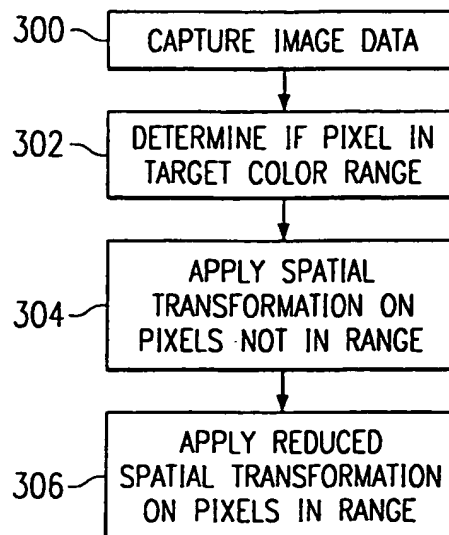 300
CAPTURE IMAGE DATA
302
DETERMINE IF PIXEL IN
TARGET COLOR RANGE
304
APPLY SPATIAL
TRANSFORMATION ON
PIXELS NOT IN RANGE
306
APPLY REDUCED
SPATIAL TRANSFORMATION
ON PIXELS IN RANGE